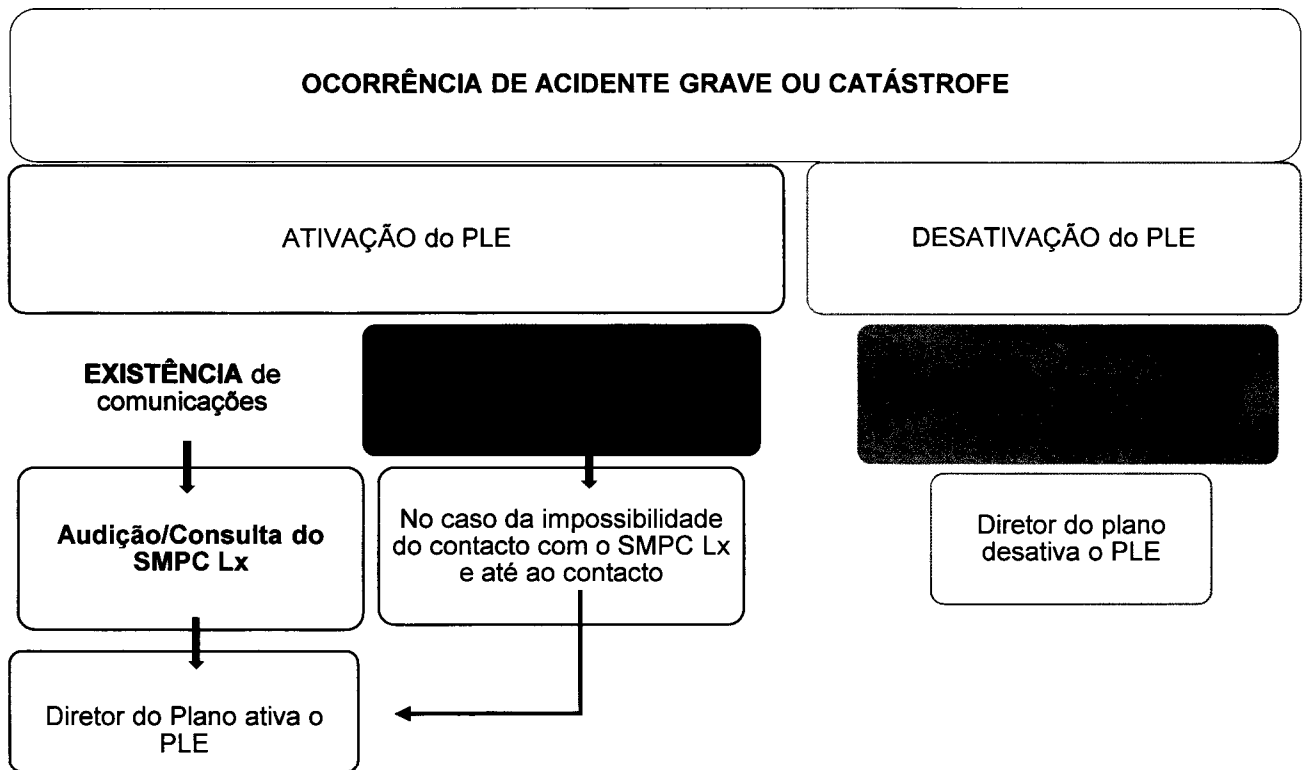 OCORRÊNCIA DE ACIDENTE GRAVE OU CATÁSTROFE
ATIVAÇÃO do PLE
DESATIVAÇÃO do PLE
EXISTÊNCIA de
comunicações
Audição/Consulta do
SMPC Lx
No caso da impossibilidade
do contacto com o SMPC Lx
e até ao contacto
Diretor do plano
desativa o PLE
Diretor do Plano ativa o
PLE